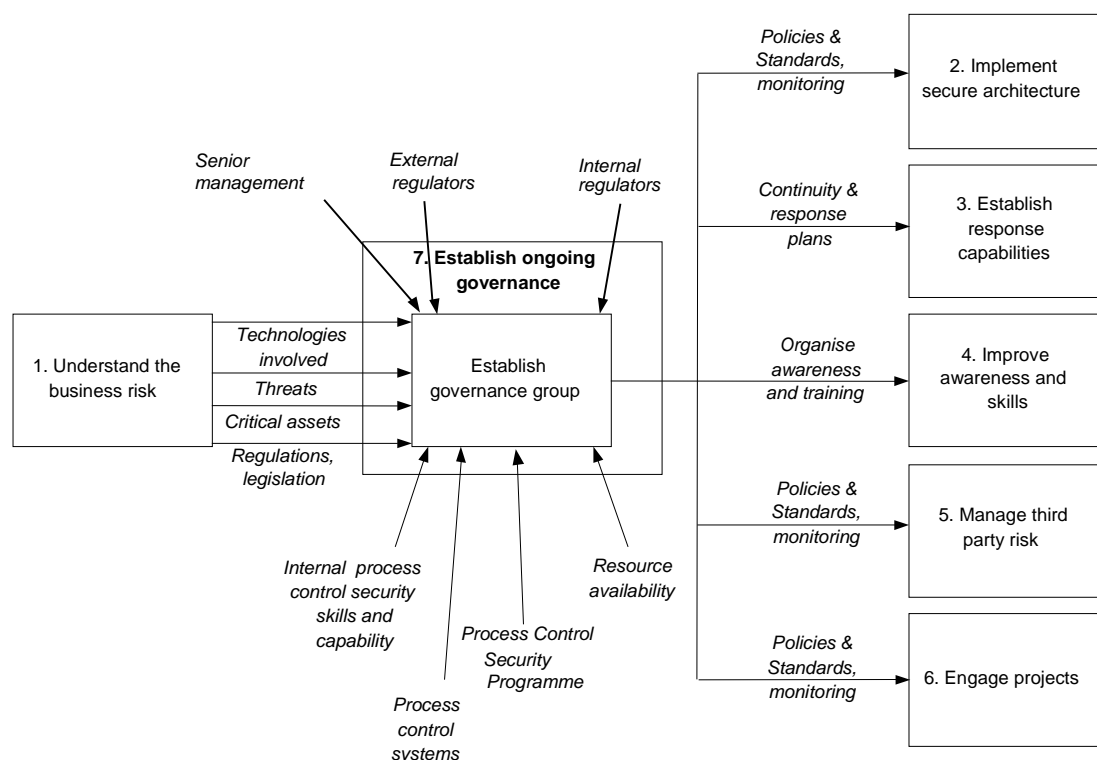 Policies &
Standards,
monitoring
2. Implement
secure architecture
Senior
management
External
regulators
Internal
regulators
Continuity &
response
plans
3. Establish
response
capabilities
7. Establish ongoing
governance
1. Understand the
business risk
Technologies
involved
Threats
Critical assets
Regulations,
legislation
Establish
governance group
Organise
awareness
and training
4. Improve
awareness and
skills
Policies &
Standards,
monitoring
5. Manage third
party risk
Internal process
control security
skills and
capability
Process
control
systems
Process Control
Security
Programme
Resource
availability
Policies &
Standards,
monitoring
6. Engage projects